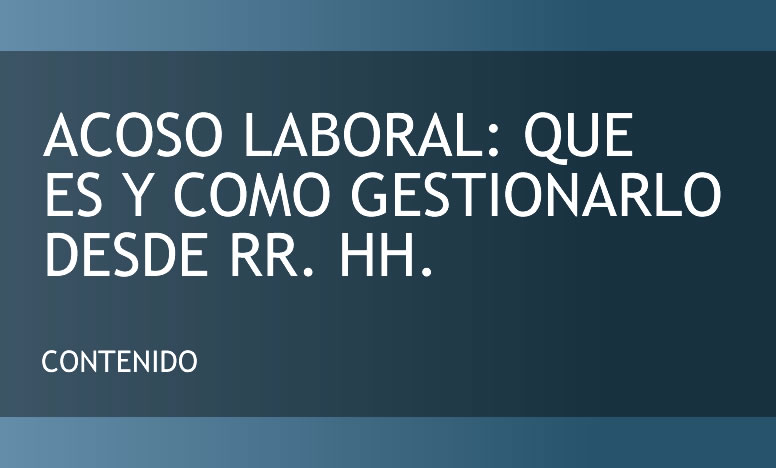 ACOSO LABORAL: QUE
ES Y COMO GESTIONARLO
DESDE RR. HH.
CONTENIDO